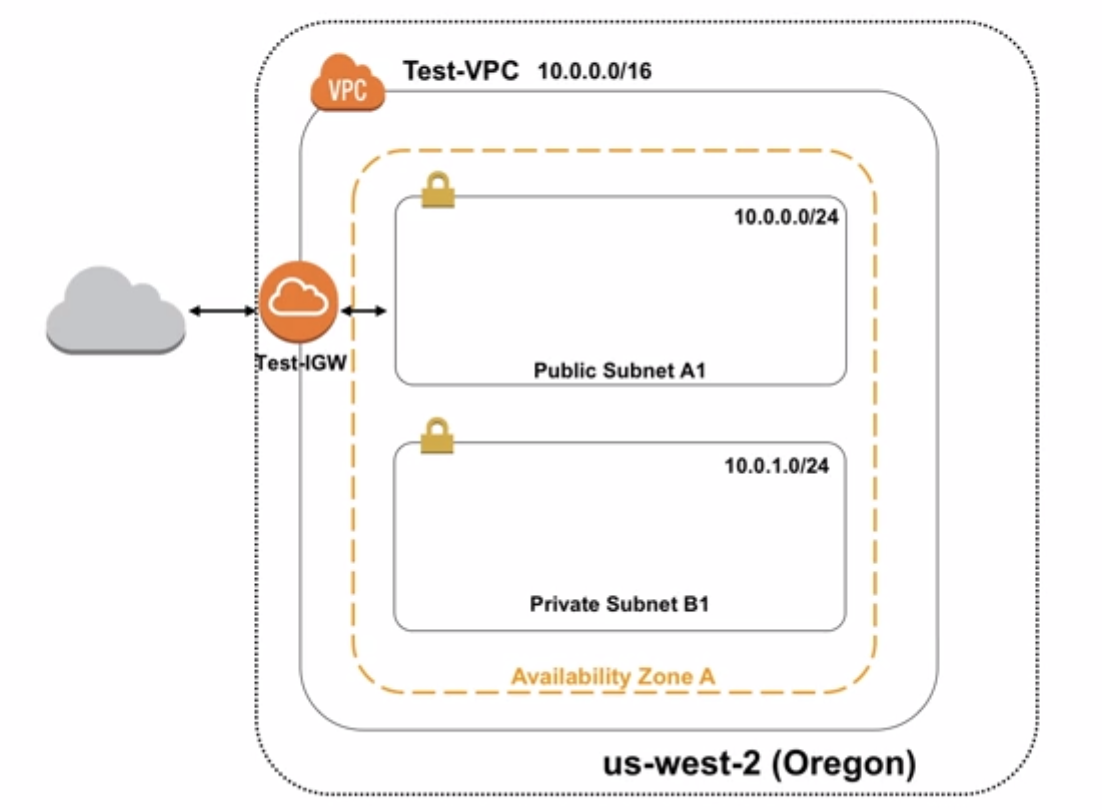 Test-VPC 10.0.0.0/16
VPC
10.0.0.0/24
Test-IGW
Public Subnet A1
10.0.1.0/24
Private Subnet B1
Availability Zone A
us-west-2 (Oregon)